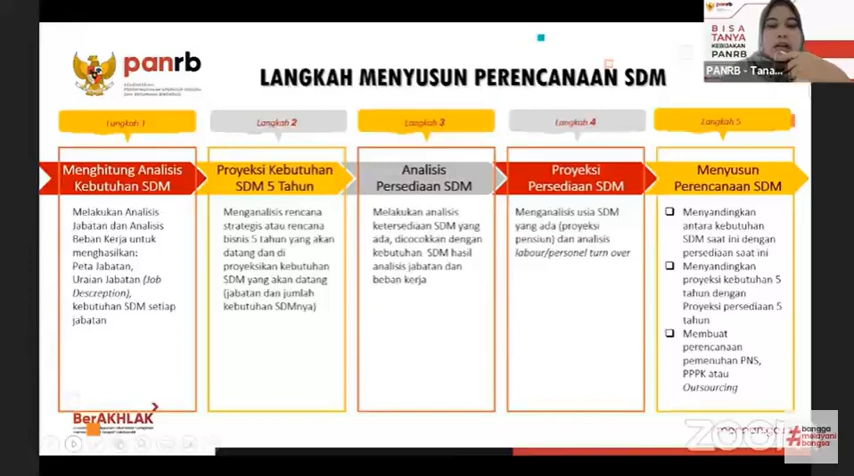 panrb
BISA
TANYA
KEBIJAKAN
PANRB
PANRB - Tana...
panrb
LANGKAH MENYUSUN PERENCANAAN SDM
Langkah 1
Menghitung Analisis
Kebutuhan SDM
Melakukan Analisis
Jabatan dan Analisis
Beban Kerja untuk
menghasilkan:
Peta Jabatan,
Uraian Jabatan (Job
Descreption),
kebutuhan SDM setiap
jabatan
Langkah 2
Proyeksi Kebutuhan
SDM 5 Tahun
Menganalisis rencana
strategis atau rencana
bisnis 5 tahun yang akan
datang dan di
proyeksikan kebutuhan
SDM yang akan datang
(jabatan dan jumlah
kebutuhan SDMnya)
Langkah 3
Analisis
Persediaan SDM
Melakukan analisis
ketersediaan SDM yang
ada, dicocokkan dengan
kebutuhan SDM hasil
analisis jabatan dan
beban kerja
Langkah 4
Proyeksi
Persediaan SDM
Menganalisis usia SDM
yang ada (proyeksi
pensiun) dan analisis
labour/personel turn over
Langkah 5
Menyusun
Perencanaan SDM
Menyandingkan
antara kebutuhan
SDM saat ini dengan
persediaan saat ini
Menyandingkan
proyeksi kebutuhan 5
tahun dengan
Proyeksi persediaan 5
tahun
Membuat
perencanaan
pemenuhan PNS,
PPPK atau
Outsourcing
BerAKHLAK
zoom
menpan.go
#bangga
melayani
bangsa